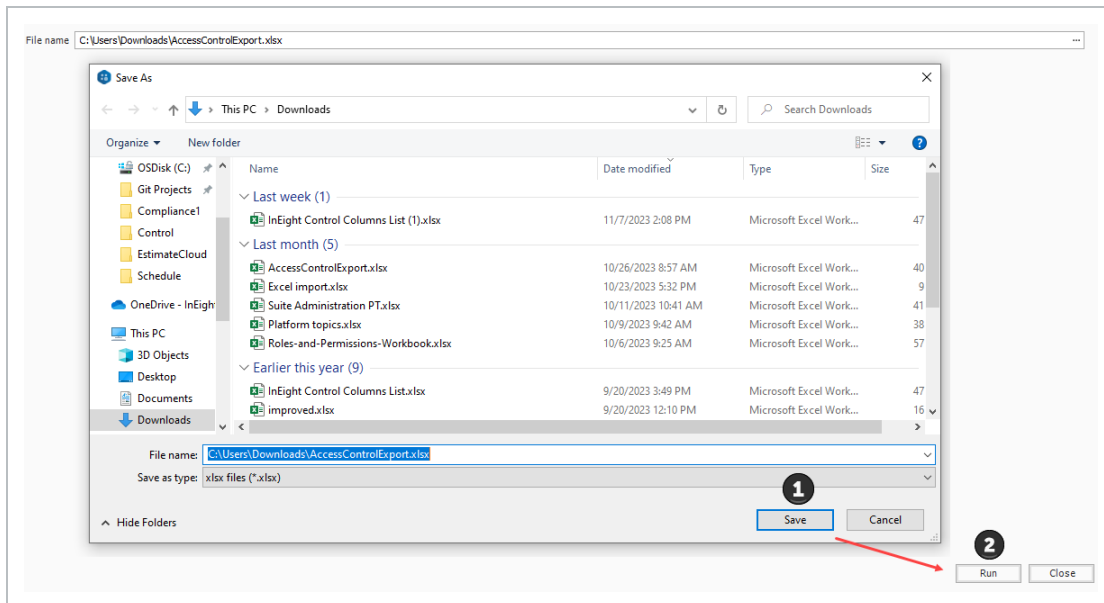 File name C:\Users\Downloads\AccessControlExport.xlsx ...
Save As
This PC > Downloads
Search Downloads
Organize New folder
OSDisk (C:)
Git Projects
Compliance1
Control
EstimateCloud
Schedule
OneDrive - InEigh
This PC
3D Objects
Desktop
Documents
Downloads
Name Date modified Type Size
Last week (1)
InEight Control Columns List (1).xlsx 11/7/2023 2:08 PM Microsoft Excel Work... 47
Last month (5)
AccessControlExport.xlsx 10/26/2023 8:57 AM Microsoft Excel Work... 40
Excel import.xlsx 10/23/2023 5:32 PM Microsoft Excel Work... 9
Suite Administration PT.xlsx 10/11/2023 10:41 AM Microsoft Excel Work... 41
Platform topics.xlsx 10/9/2023 9:42 AM Microsoft Excel Work... 38
Roles-and-Permissions-Workbook.xlsx 10/6/2023 9:25 AM Microsoft Excel Work... 57
Earlier this year (9)
InEight Control Columns List.xlsx 9/20/2023 3:49 PM Microsoft Excel Work... 47
improved.xlsx 9/20/2023 12:10 PM Microsoft Excel Work... 16
File name: C:\Users\Downloads\AccessControlExport.xlsx
Save as type: xlsx files (*.xlsx)
1
Hide Folders Save Cancel
2
Run Close